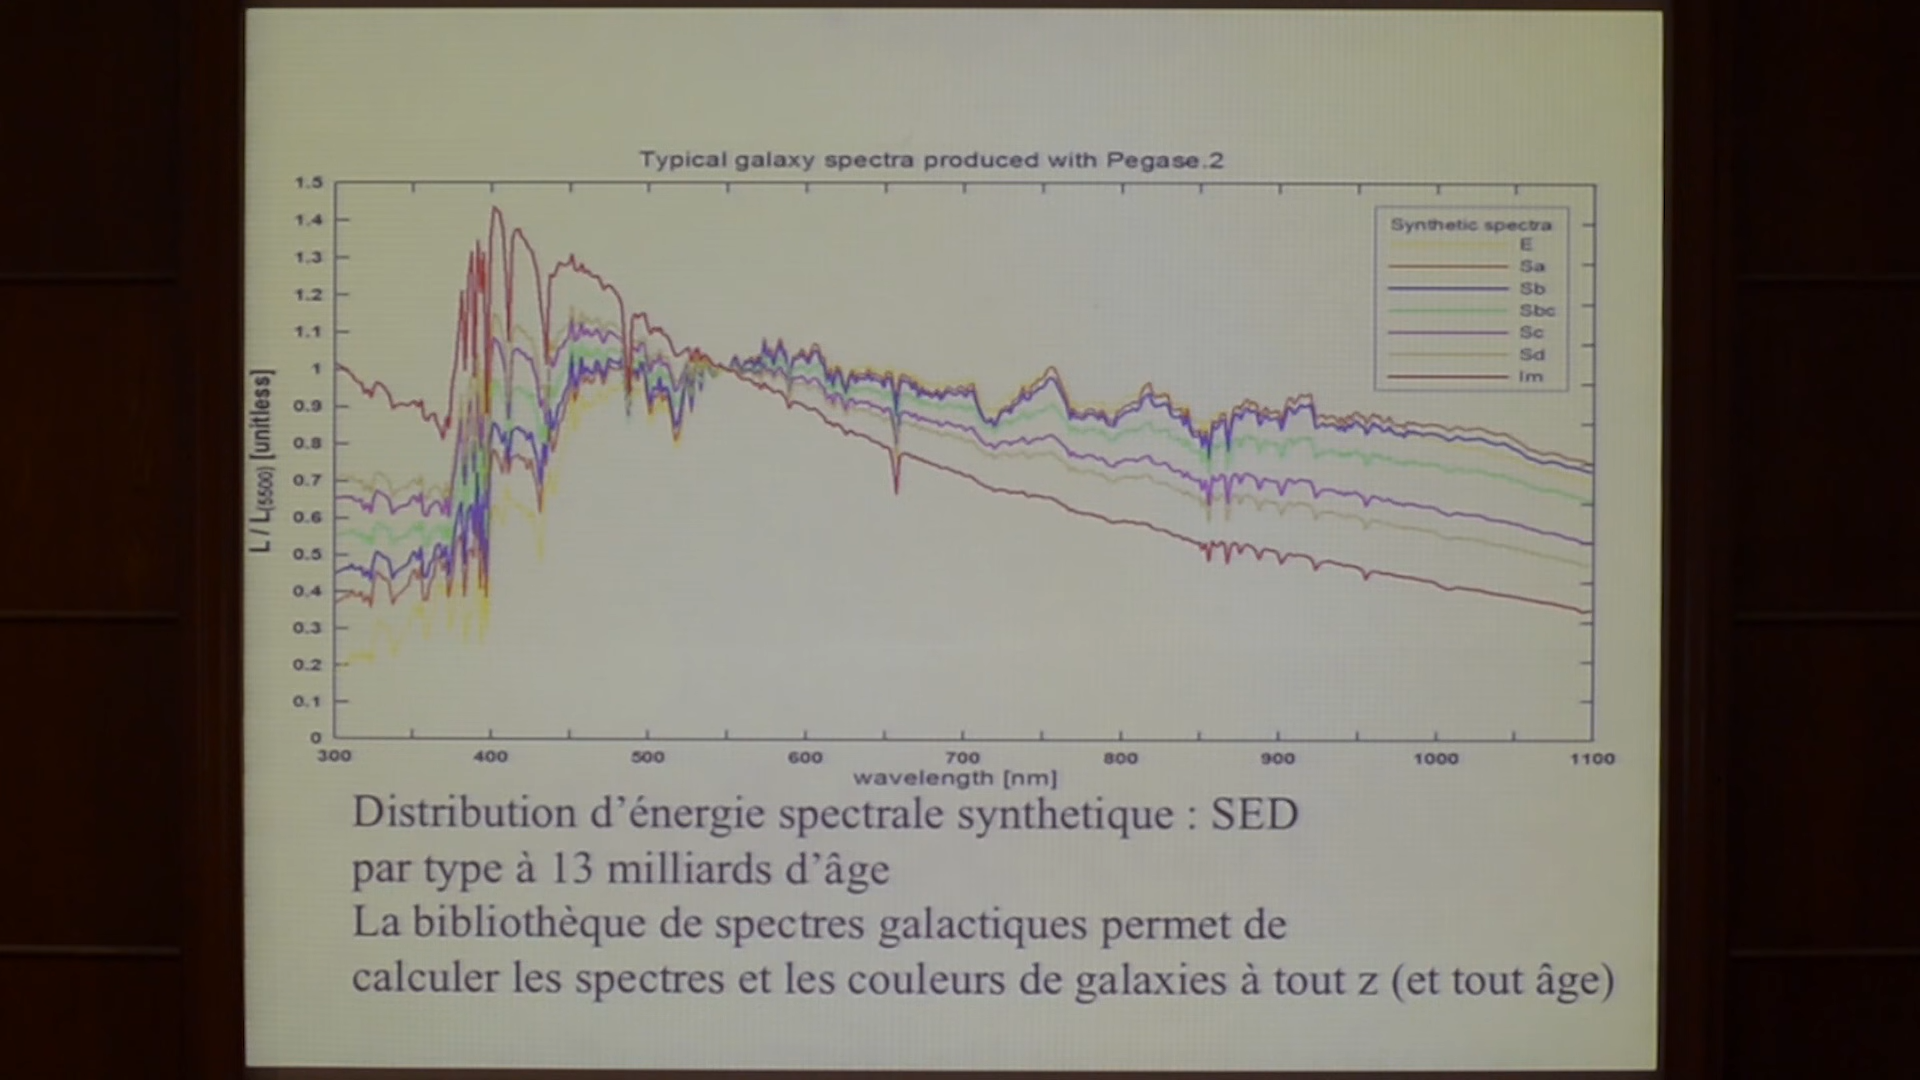 Typical galaxy spectra produced with Pegase.2
1.5
1.4
1.3
1.2
1.1
1
0.9
0.8
0.7
0.6
0.5
0.4
0.3
0.2
0.1
0
L / L(5500) [unitless]
Synthetic spectra
E
Sa
Sb
Sbc
Sc
Sd
Im
300 400 500 600 700 800 900 1000 1100
wavelength [nm]
Distribution d’énergie spectrale synthetique : SED
par type à 13 milliards d’âge
La bibliothèque de spectres galactiques permet de
calculer les spectres et les couleurs de galaxies à tout z (et tout âge)